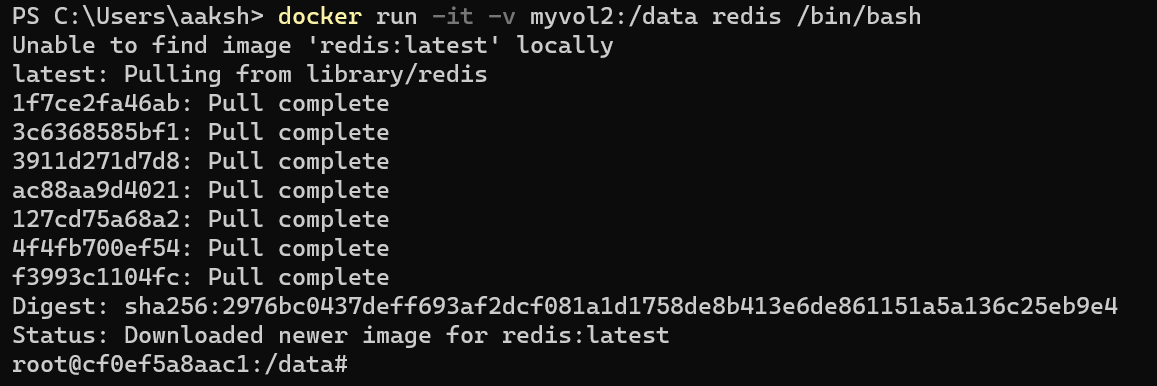 PS C:\Users\aaksh> docker run -it -v myvol2:/data redis /bin/bash
Unable to find image 'redis:latest' locally
latest: Pulling from library/redis
1f7ce2fa46ab: Pull complete
3c6368585bf1: Pull complete
3911d271d7d8: Pull complete
ac88aa9d4021: Pull complete
127cd75a68a2: Pull complete
4f4fb700ef54: Pull complete
f3993c1104fc: Pull complete
Digest: sha256:2976bc0437deff693af2dcf081a1d1758de8b413e6de861151a5a136c25eb9e4
Status: Downloaded newer image for redis:latest
root@cf0ef5a8aac1:/data#